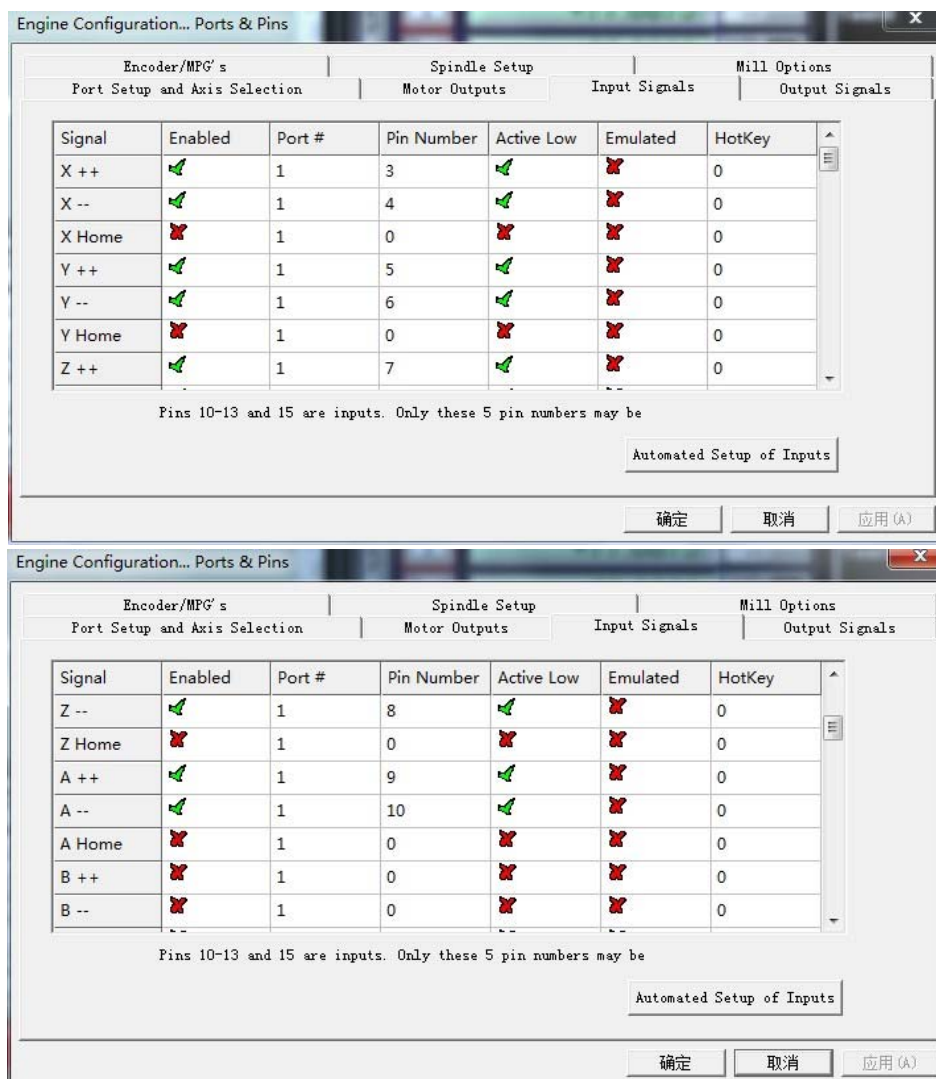 Engine Configuration... Ports & Pins
Encoder/MPG's Spindle Setup Mill Options
Port Setup and Axis Selection Motor Outputs Input Signals Output Signals
Signal Enabled Port # Pin Number Active Low Emulated HotKey
X ++ 1 3 0
X -- 1 4 0
X Home 1 0 0
Y ++ 1 5 0
Y -- 1 6 0
Y Home 1 0 0
Z ++ 1 7 0
Pins 10-13 and 15 are inputs. Only these 5 pin numbers may be
Automated Setup of Inputs
确定 取消 应用(A)
Engine Configuration... Ports & Pins
Encoder/MPG's Spindle Setup Mill Options
Port Setup and Axis Selection Motor Outputs Input Signals Output Signals
Signal Enabled Port # Pin Number Active Low Emulated HotKey
Z -- 1 8 0
Z Home 1 0 0
A ++ 1 9 0
A -- 1 10 0
A Home 1 0 0
B ++ 1 0 0
B -- 1 0 0
Pins 10-13 and 15 are inputs. Only these 5 pin numbers may be
Automated Setup of Inputs
确定 取消 应用(A)